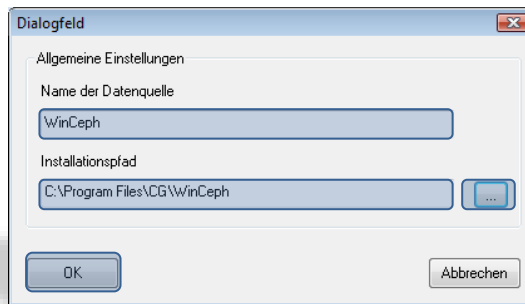 Dialogfeld
Allgemeine Einstellungen
Name der Datenquelle
WinCeph
Installationspfad
C:\Program Files\CG\WinCeph
...
OK
Abbrechen